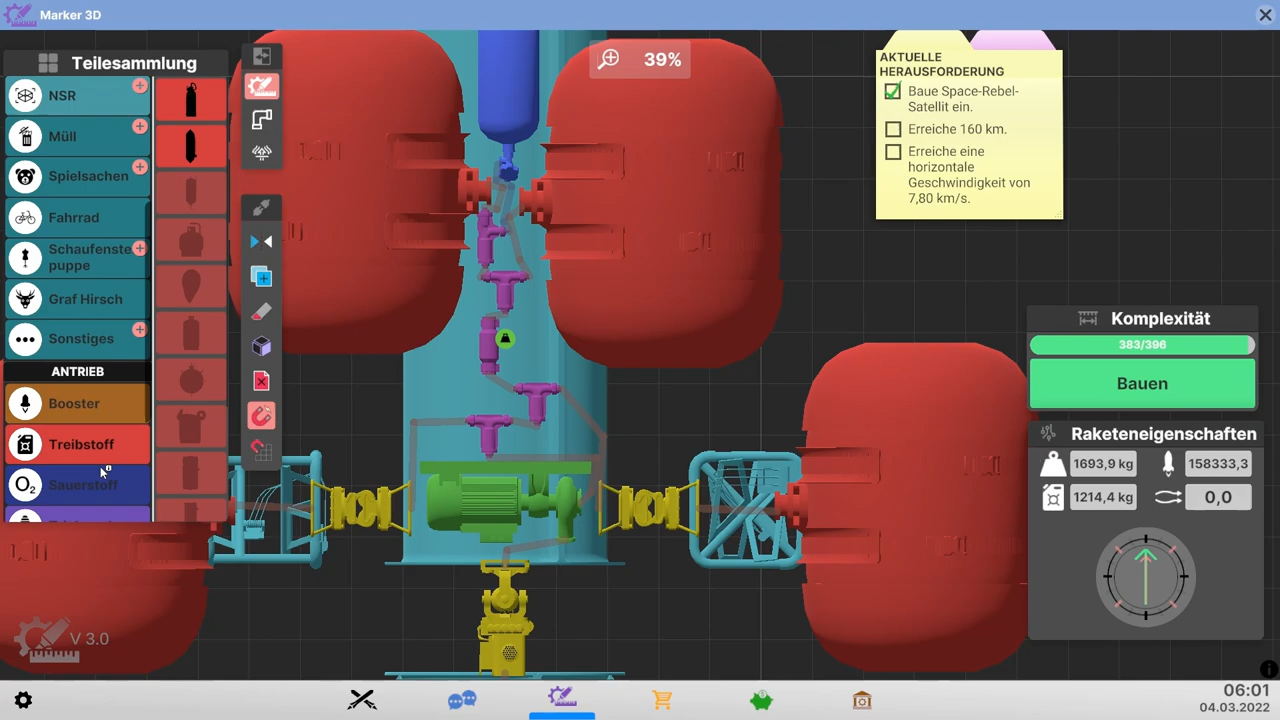 Marker 3D
Teilesammlung
NSR
Müll
Spielsachen
Fahrrad
Schaufenste
puppe
Graf Hirsch
Sonstiges
ANTRIEB
Booster
Treibstoff
O2 Sauerstoff
V 3.0
39%
AKTUELLE
HERAUSFORDERUNG
Baue Space-Rebel-
Satellit ein.
Erreiche 160 km.
Erreiche eine
horizontale
Geschwindigkeit von
7,80 km/s.
Komplexität
383/396
Bauen
Raketeneigenschaften
1693,9 kg
158333,3
1214,4 kg
0,0
06:01
04.03.2022